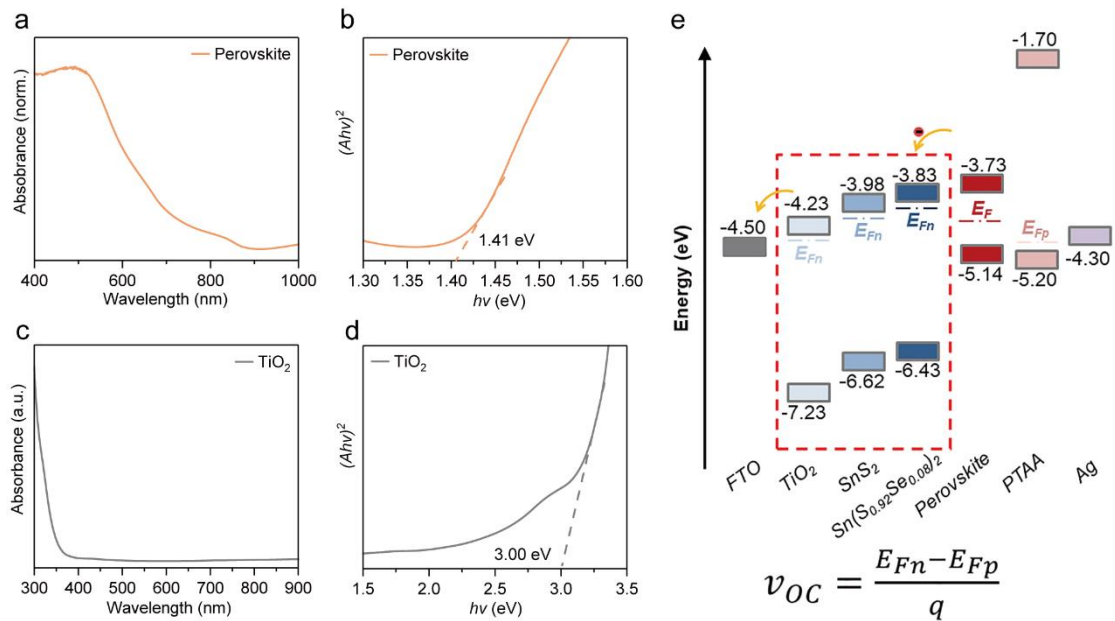 a
Perovskite
Absobrance (norm.)
400
600
800
1000
Wavelength (nm)
b
Perovskite
(Ahv)²
1.41 eV
1.30
1.35
1.40
1.45
1.50
1.55
1.60
hv (eV)
c
TiO₂
Absorbance (a.u.)
300
400
500
600
700
800
900
Wavelength (nm)
d
TiO₂
(Ahv)²
3.00 eV
1.5
2.0
2.5
3.0
3.5
hv (eV)
e
Energy (eV)
-1.70
-3.73
-3.83
-3.98
-4.23
-4.50
E_Fn
E_Fn
E_Fn
E_F
E_Fp
-4.30
-5.14
-5.20
-6.43
-6.62
-7.23
FTO
TiO₂
SnS₂
Sn(S₀.₉₂Se₀.₀₈)₂
Perovskite
PTAA
Ag
v_OC = (E_Fn − E_Fp) / q